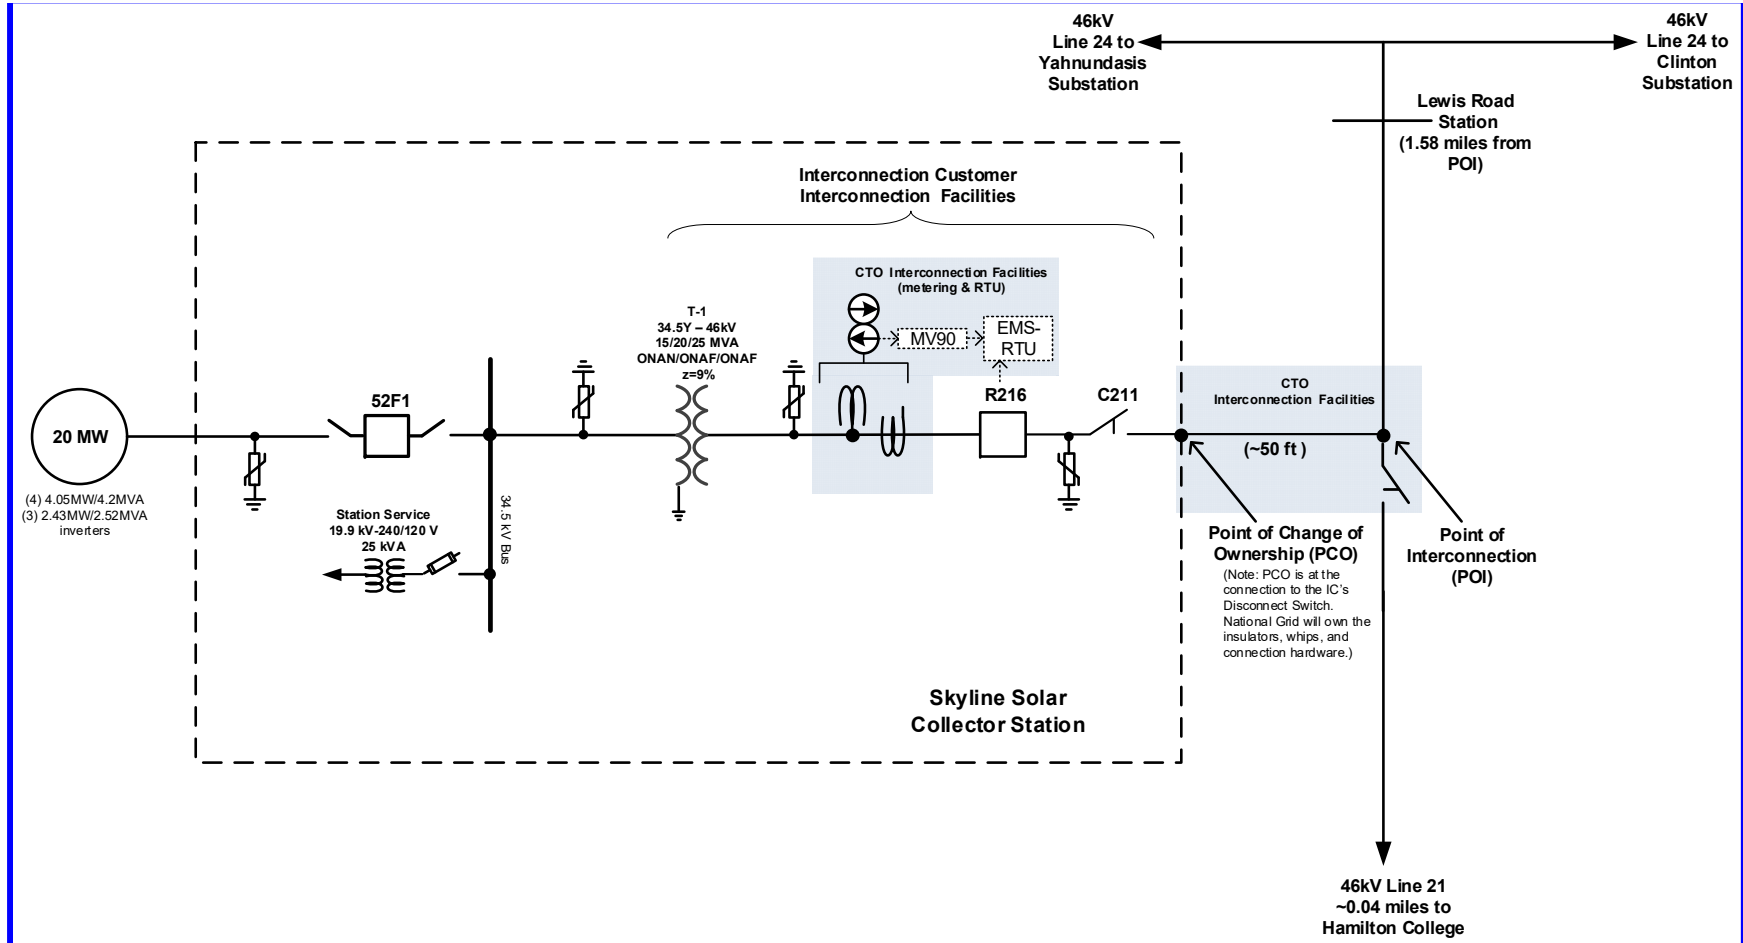 46kV
Line 24 to
Yahnundasis
Substation
46kV
Line 24 to
Clinton
Substation
Lewis Road
Station
(1.58 miles from
POI)
Interconnection Customer
Interconnection Facilities
CTO Interconnection Facilities
(metering & RTU)
MV90
EMS-
RTU
T-1
34.5Y – 46kV
15/20/25 MVA
ONAN/ONAF/ONAF
z=9%
R216
C211
52F1
20 MW
(4) 4.05MW/4.2MVA
(3) 2.43MW/2.52MVA
inverters
Station Service
19.9 kV-240/120 V
25 kVA
34.5 kV Bus
CTO
Interconnection Facilities
(~50 ft )
Point of Change of
Ownership (PCO)
(Note: PCO is at the
connection to the IC’s
Disconnect Switch.
National Grid will own the
insulators, whips, and
connection hardware.)
Point of
Interconnection
(POI)
Skyline Solar
Collector Station
46kV Line 21
~0.04 miles to
Hamilton College